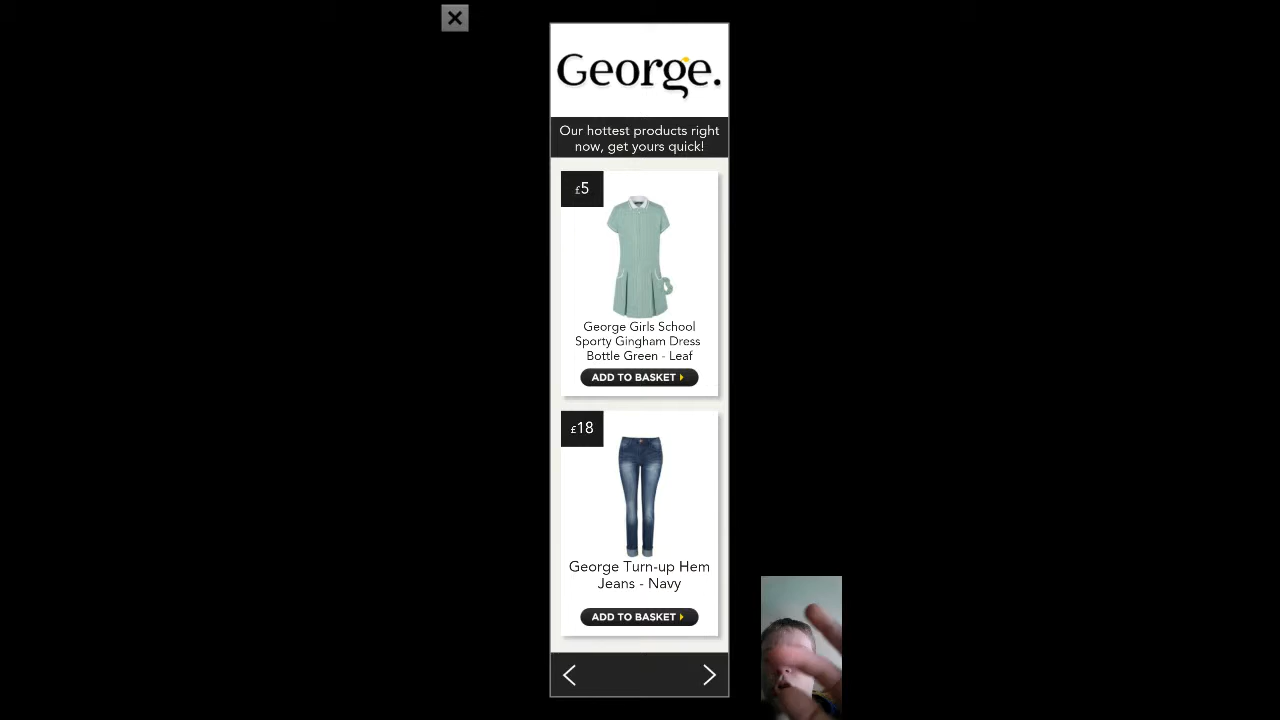 George.
Our hottest products right
now, get yours quick!
£5
George Girls School
Sporty Gingham Dress
Bottle Green - Leaf
ADD TO BASKET
£18
George Turn-up Hem
Jeans - Navy
ADD TO BASKET